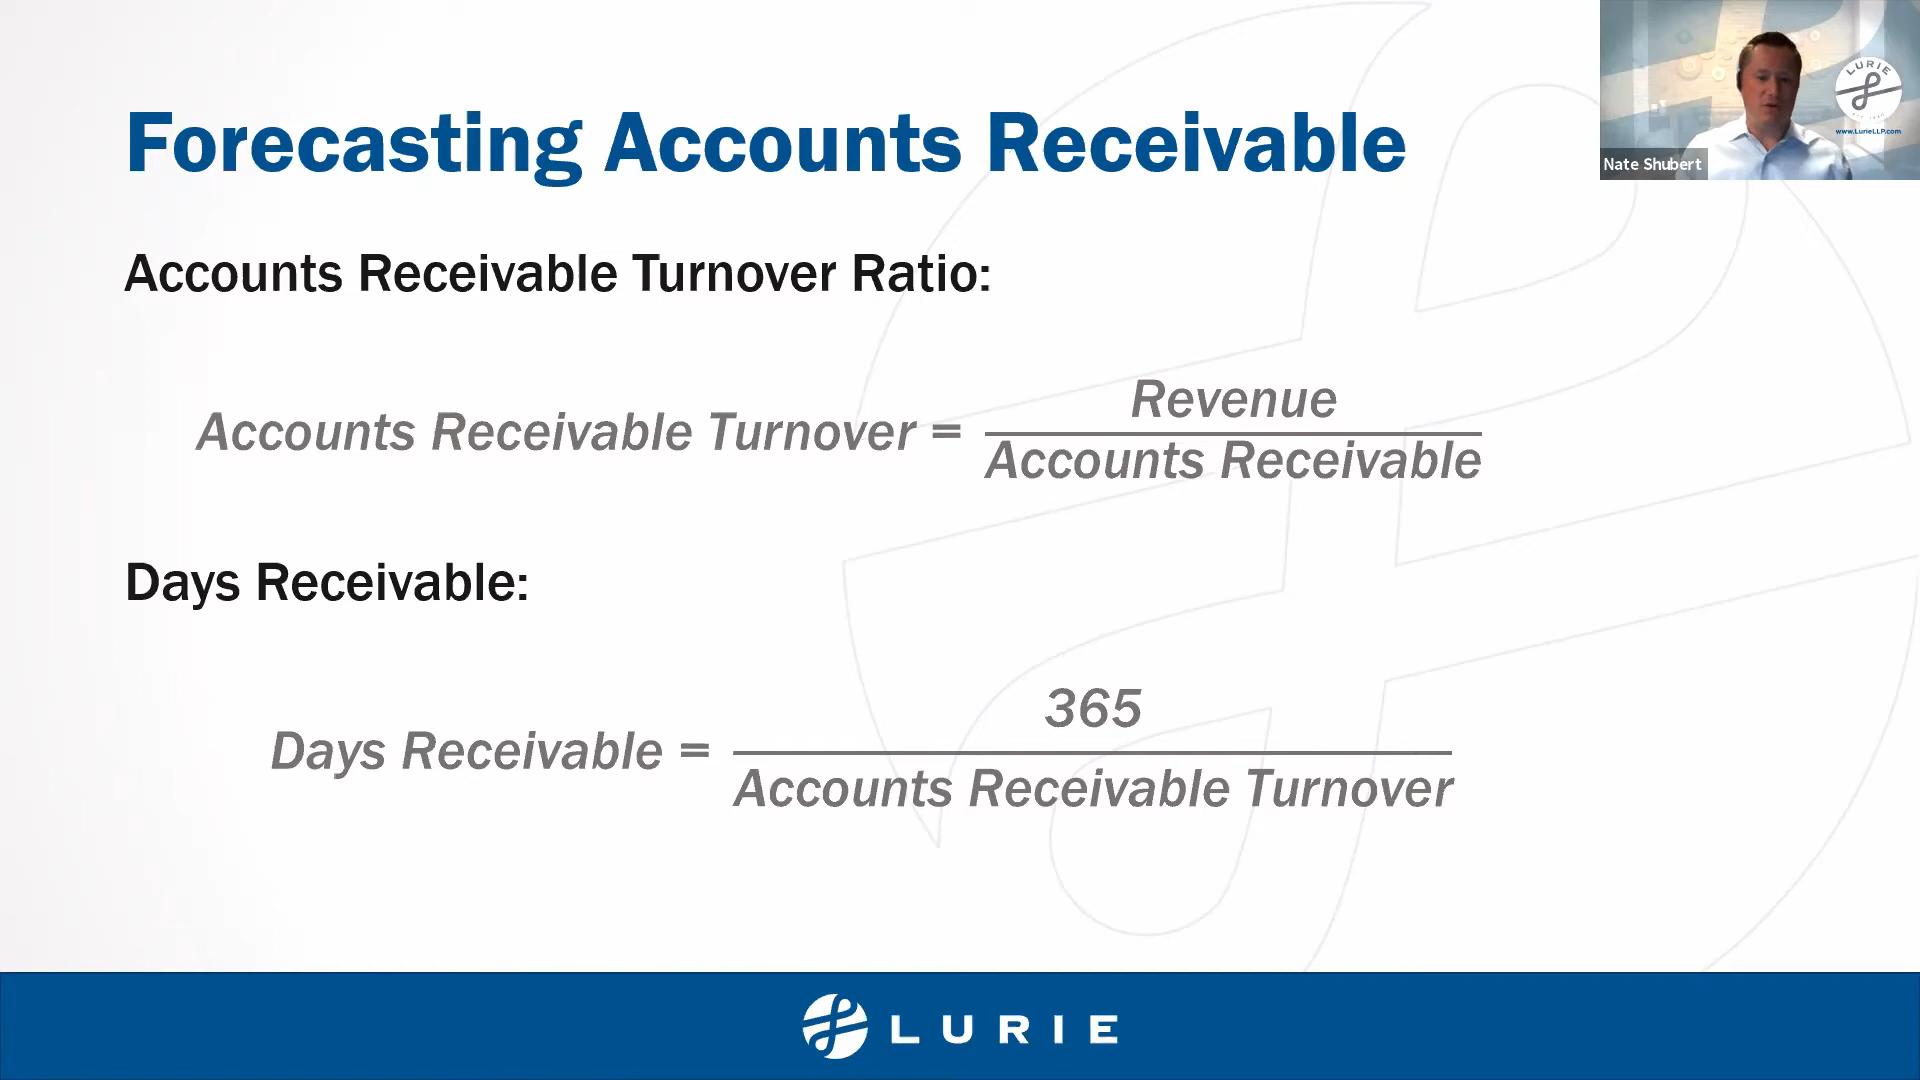 Forecasting Accounts Receivable
LURIE
www.LurieLLP.com
Nate Shubert
Accounts Receivable Turnover Ratio:
Accounts Receivable Turnover = Revenue
Accounts Receivable
Days Receivable:
Days Receivable = 365
Accounts Receivable Turnover
LURIE